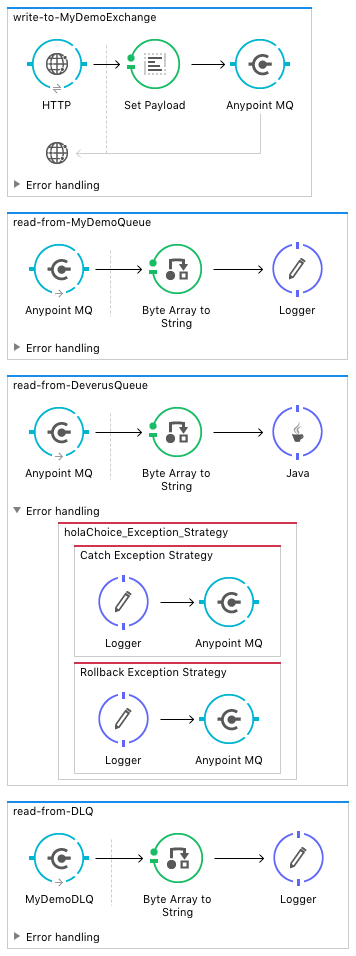 write-to-MyDemoExchange
HTTP
Set Payload
Anypoint MQ
Error handling
read-from-MyDemoQueue
Anypoint MQ
Byte Array to
String
Logger
Error handling
read-from-DeverusQueue
Anypoint MQ
Byte Array to
String
Java
Error handling
holaChoice_Exception_Strategy
Catch Exception Strategy
Logger
Anypoint MQ
Rollback Exception Strategy
Logger
Anypoint MQ
read-from-DLQ
MyDemoDLQ
Byte Array to
String
Logger
Error handling